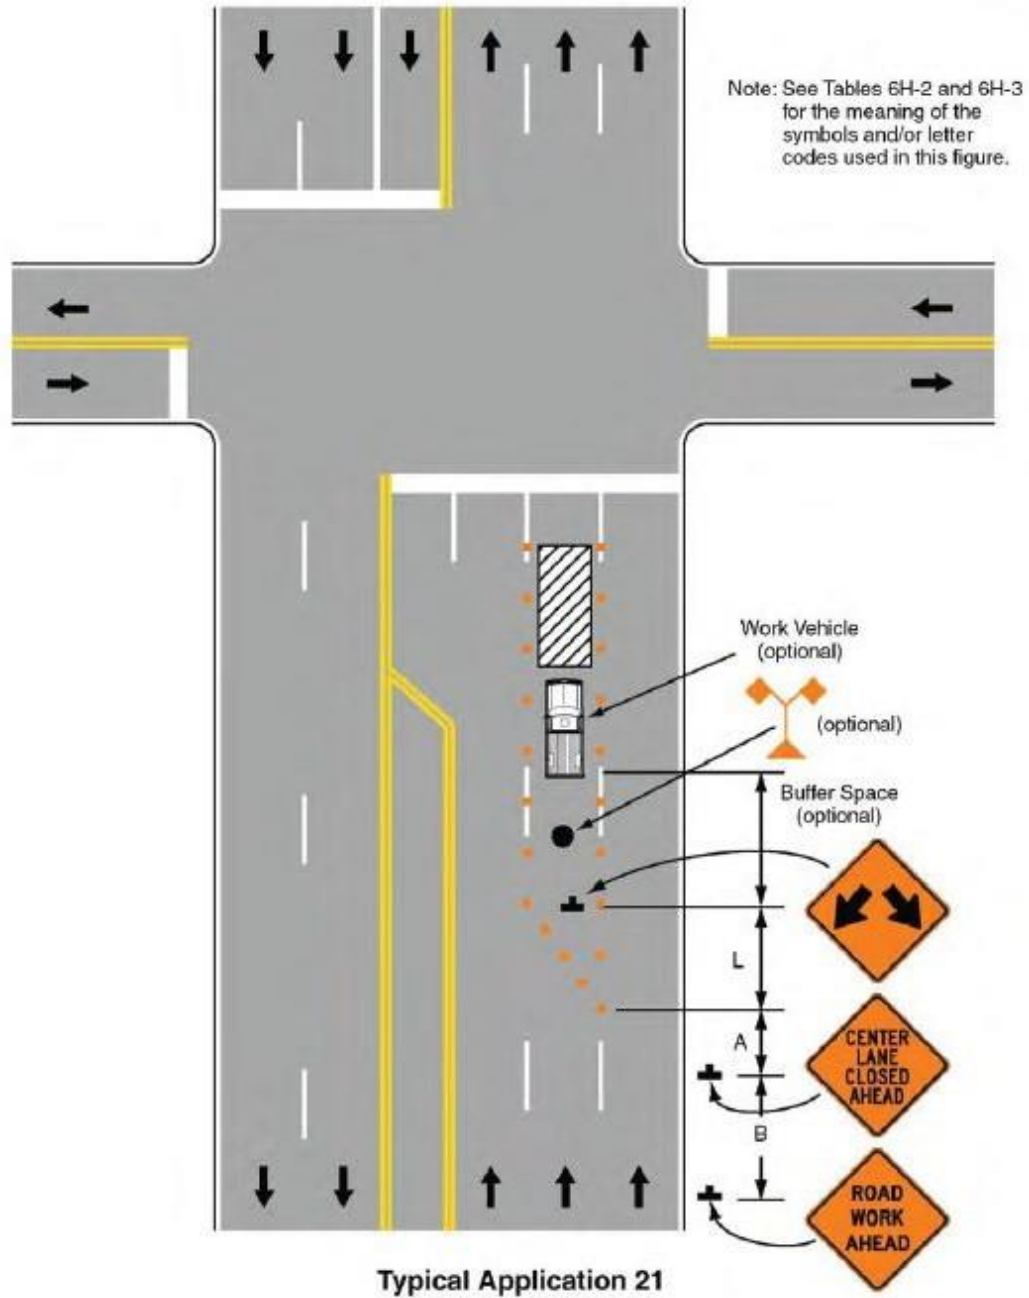 Note: See Tables 6H-2 and 6H-3
for the meaning of the
symbols and/or letter
codes used in this figure.
Work Vehicle
(optional)
(optional)
Buffer Space
(optional)
L
A
CENTER
LANE
CLOSED
AHEAD
B
ROAD
WORK
AHEAD
Typical Application 21